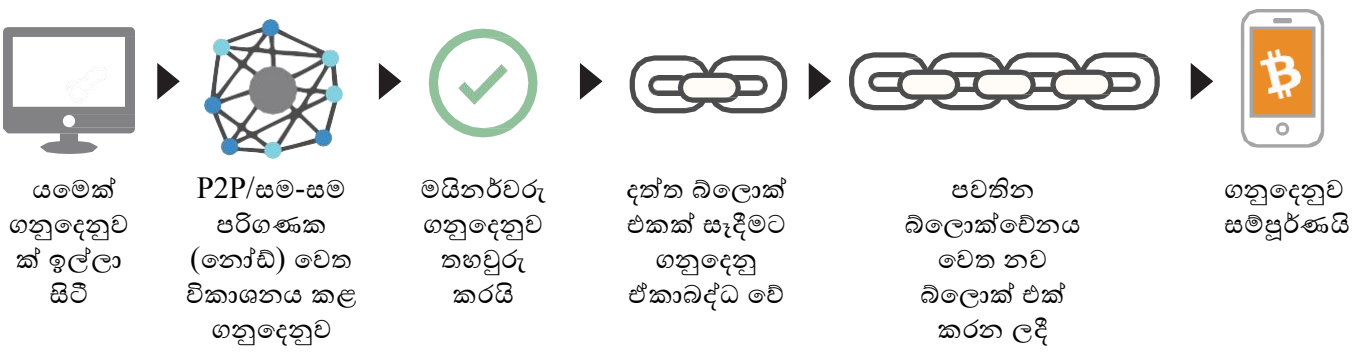 යමෙක්
ගනුදෙනුව
ක් ඉල්ලා
සිටී
P2P/සම-සම
පරිගණක
(නෝඩ්) වෙත
විකාශනය කළ
ගනුදෙනුව
මයිනර්වරු
ගනුදෙනුව
තහවුරු
කරයි
දත්ත බ්ලොක්
එකක් සෑදීමට
ගනුදෙනු
ඒකාබද්ධ වේ
පවතින
බ්ලොක්චේනය
වෙත නව
බ්ලොක් එක්
කරන ලදී
ගනුදෙනුව
සම්පූර්ණයි